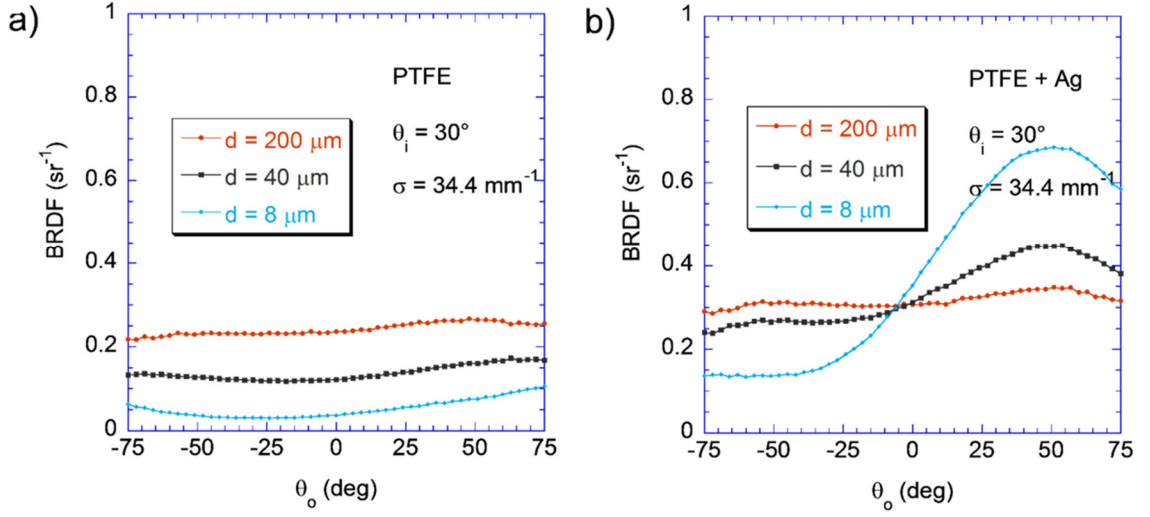 a)
1
0.8
0.6
0.4
0.2
0
BRDF (sr⁻¹)
PTFE
θᵢ = 30°
σ = 34.4 mm⁻¹
d = 200 μm
d = 40 μm
d = 8 μm
-75 -50 -25 0 25 50 75
θₒ (deg)
b)
1
0.8
0.6
0.4
0.2
0
BRDF (sr⁻¹)
PTFE + Ag
θᵢ = 30°
σ = 34.4 mm⁻¹
d = 200 μm
d = 40 μm
d = 8 μm
-75 -50 -25 0 25 50 75
θₒ (deg)